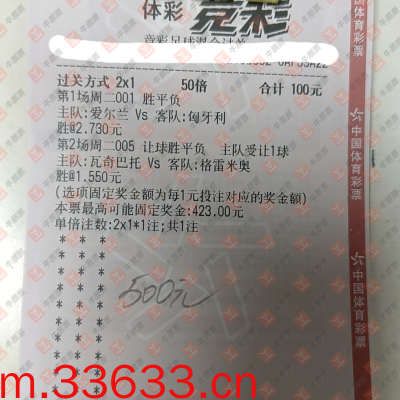 体彩 竞彩
竞彩足球混合过关
过关方式 2x1 50倍 合计 100元
第1场周二001 胜平负
主队:爱尔兰 Vs 客队:匈牙利
胜@2.730元
第2场周二005 让球胜平负 主队受让1球
主队:瓦奇巴托 Vs 客队:格雷米奥
胜@1.550元
(选项固定奖金额为每1元投注对应的奖金额)
本票最高可能固定奖金:423.00元
单倍注数:2x1*1注;共1注
* * *
* * *
* * *
* * *
* * *
* * *
* * *
* * *
* * *
500元
中国体育彩票
中国体育彩票
中国体育彩票
m.33633.cn